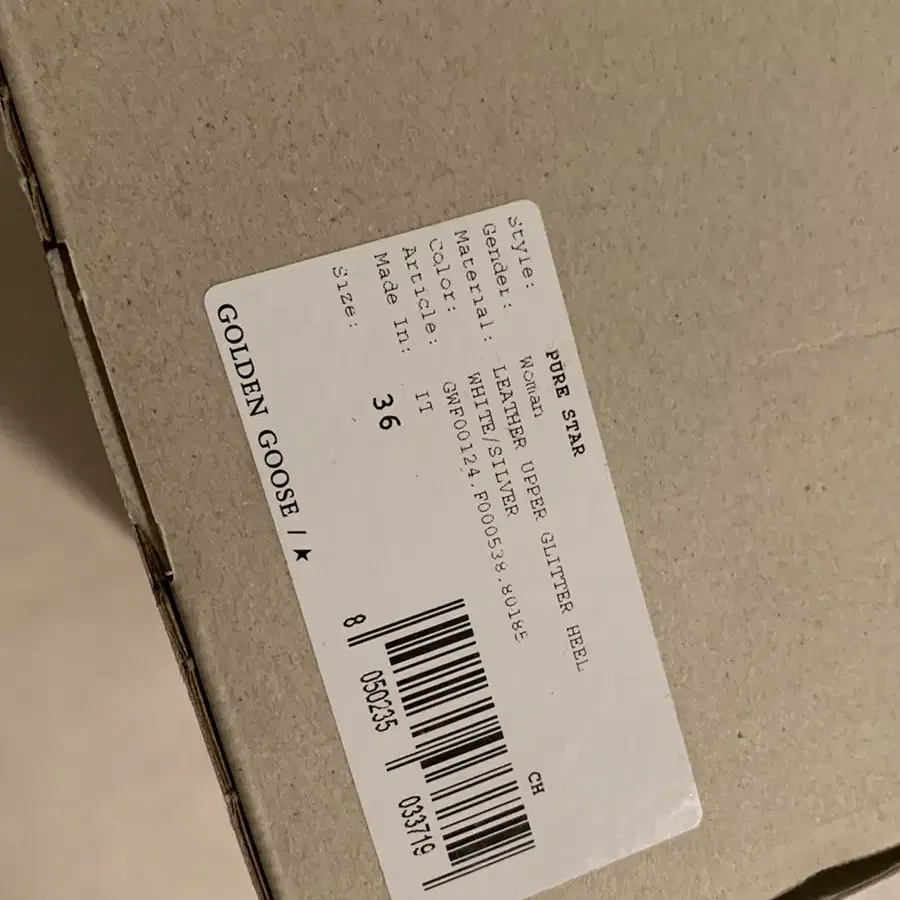 Style: PURE STAR
Gender: Woman
Material: LEATHER UPPER GLITTER HEEL
Color: WHITE/SILVER
Article: GWF00124.F000538.80185
Made In: IT
Size: 36
CH
8 050235 033719
GOLDEN GOOSE / ★